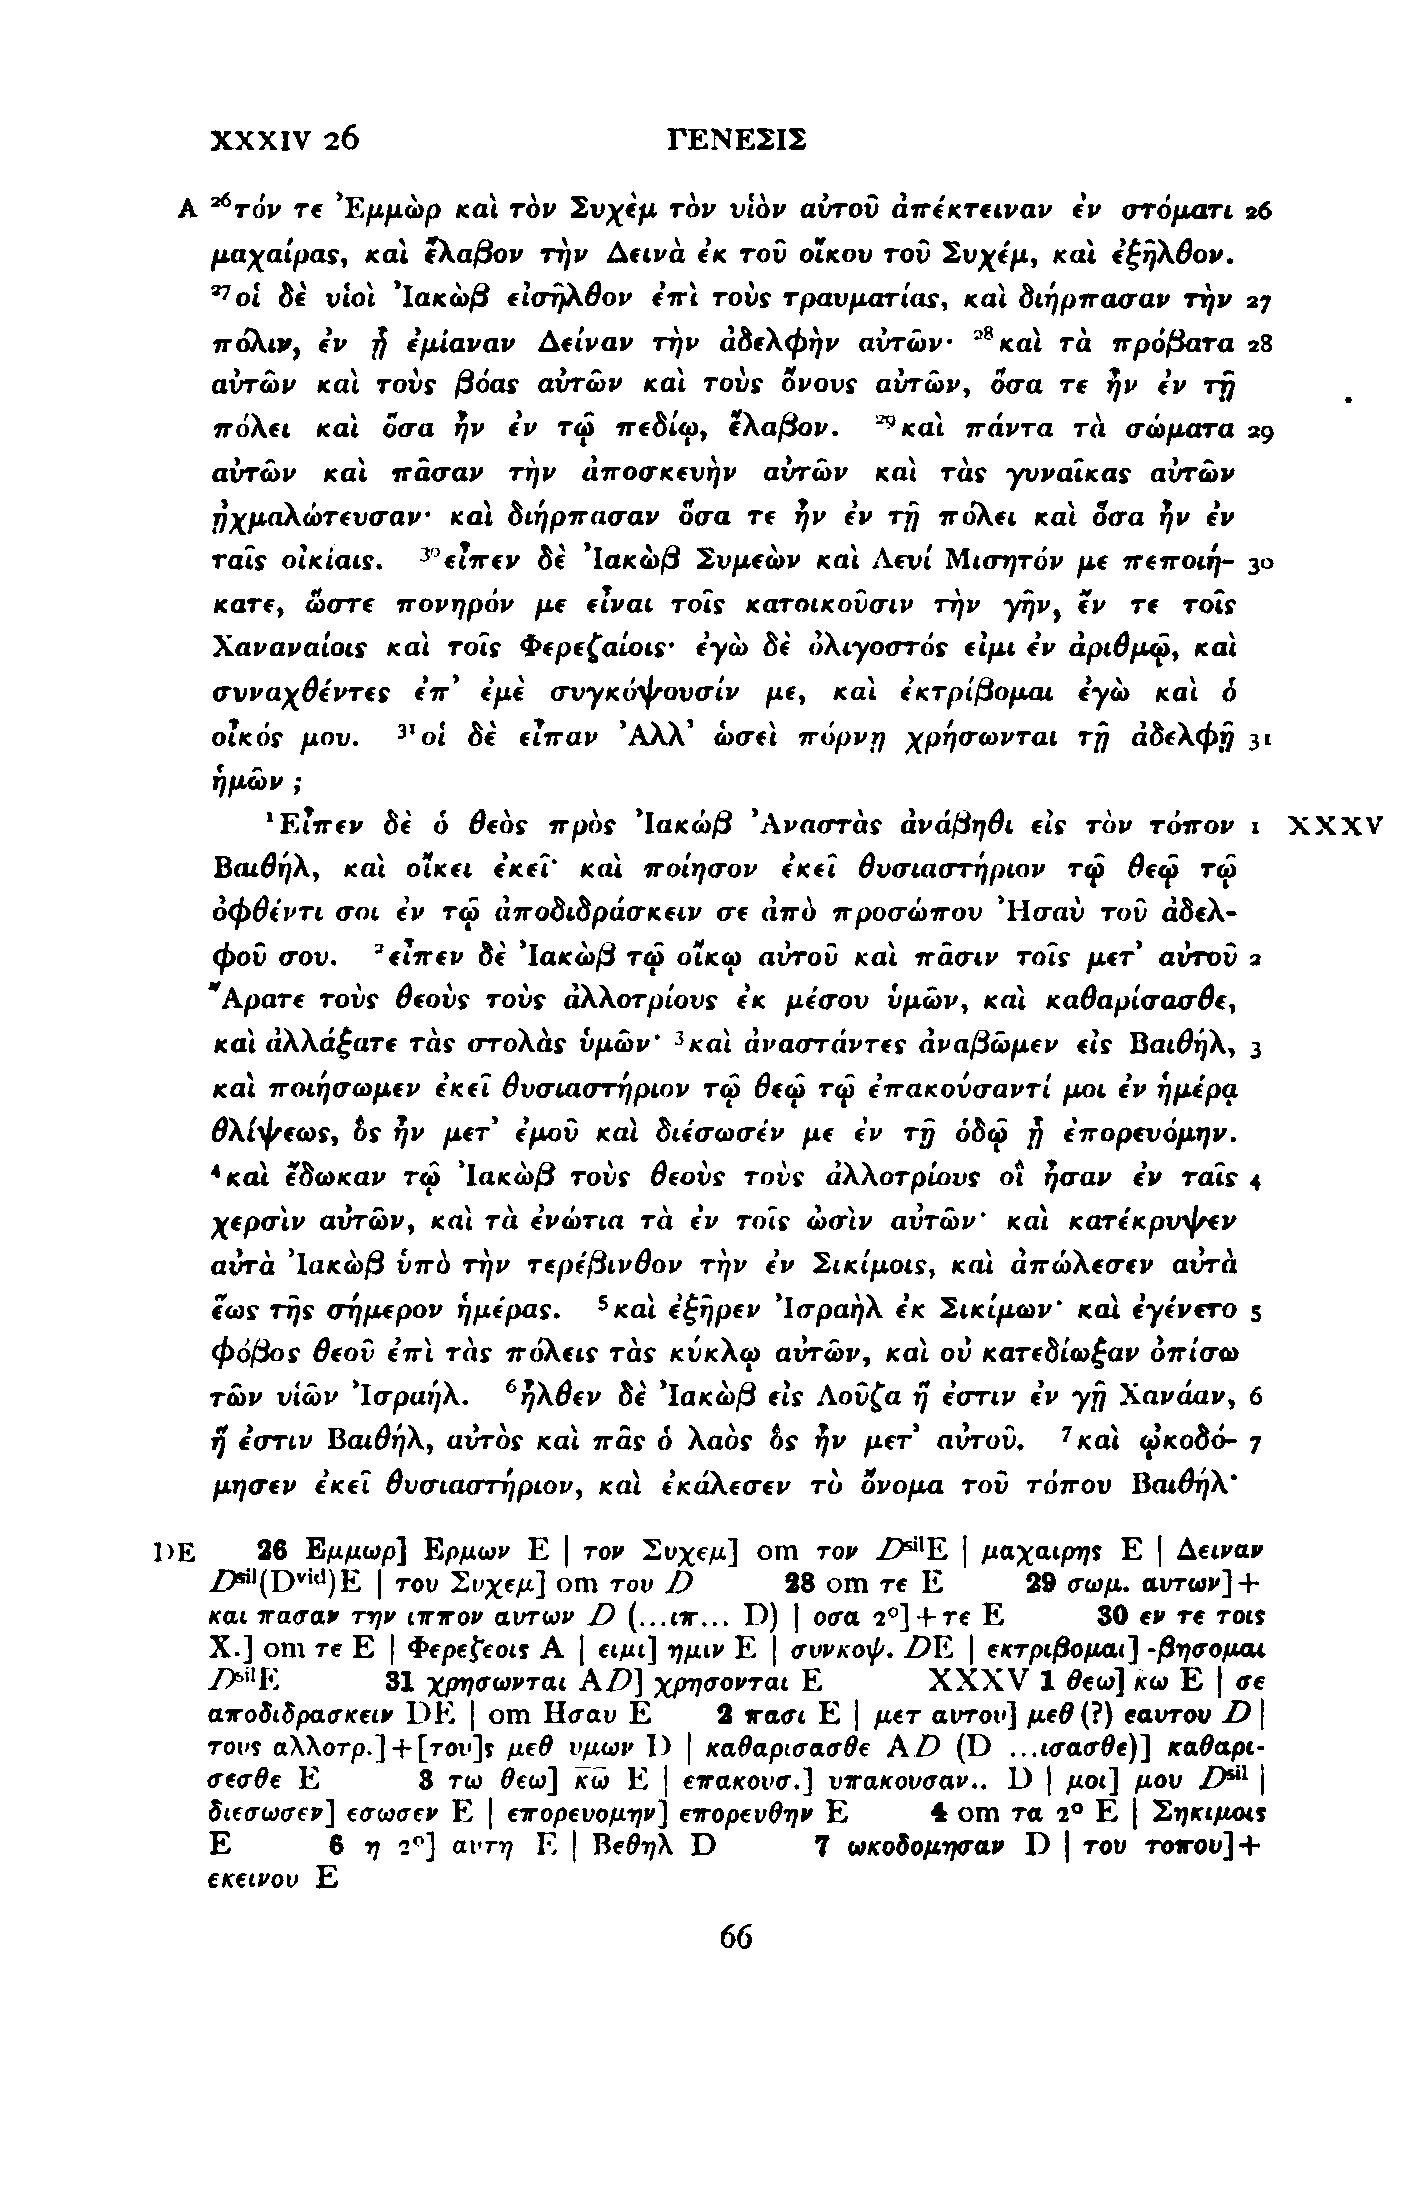 XXXIV 26 ΓΕΝΕΣΙΣ
A ²⁶τόν τε Ἐμμὼρ καὶ τὸν Συχὲμ τὸν υἱὸν αὐτοῦ ἀπέκτειναν ἐν στόματι 26
μαχαίρας, καὶ ἔλαβον τὴν Δεινὰ ἐκ τοῦ οἴκου τοῦ Συχέμ, καὶ ἐξῆλθον.
²⁷οἱ δὲ υἱοὶ Ἰακὼβ εἰσῆλθον ἐπὶ τοὺς τραυματίας, καὶ διήρπασαν τὴν 27
πόλιν, ἐν ᾗ ἐμίαναν Δείναν τὴν ἀδελφὴν αὐτῶν· ²⁸καὶ τὰ πρόβατα 28
αὐτῶν καὶ τοὺς βόας αὐτῶν καὶ τοὺς ὄνους αὐτῶν, ὅσα τε ἦν ἐν τῇ
πόλει καὶ ὅσα ἦν ἐν τῷ πεδίῳ, ἔλαβον. ²⁹καὶ πάντα τὰ σώματα 29
αὐτῶν καὶ πᾶσαν τὴν ἀποσκευὴν αὐτῶν καὶ τὰς γυναῖκας αὐτῶν
ᾐχμαλώτευσαν· καὶ διήρπασαν ὅσα τε ἦν ἐν τῇ πόλει καὶ ὅσα ἦν ἐν
ταῖς οἰκίαις. ³⁰εἶπεν δὲ Ἰακὼβ Συμεὼν καὶ Λευί Μισητόν με πεποιή- 30
κατε, ὥστε πονηρόν με εἶναι τοῖς κατοικοῦσιν τὴν γῆν, ἔν τε τοῖς
Χαναναίοις καὶ τοῖς Φερεζαίοις· ἐγὼ δὲ ὀλιγοστός εἰμι ἐν ἀριθμῷ, καὶ
συναχθέντες ἐπ’ ἐμὲ συγκόψουσίν με, καὶ ἐκτρίβομαι ἐγὼ καὶ ὁ
οἶκός μου. ³¹οἱ δὲ εἶπαν Ἀλλ’ ὡσεὶ πόρνῃ χρήσωνται τῇ ἀδελφῇ 31
ἡμῶν ;
¹Εἶπεν δὲ ὁ θεὸς πρὸς Ἰακώβ Ἀναστὰς ἀνάβηθι εἰς τὸν τόπον 1 XXXV
Βαιθήλ, καὶ οἴκει ἐκεῖ· καὶ ποίησον ἐκεῖ θυσιαστήριον τῷ θεῷ τῷ
ὀφθέντι σοι ἐν τῷ ἀποδιδράσκειν σε ἀπὸ προσώπου Ἠσαὺ τοῦ ἀδελ-
φοῦ σου. ²εἶπεν δὲ Ἰακὼβ τῷ οἴκῳ αὐτοῦ καὶ πᾶσιν τοῖς μετ’ αὐτοῦ 2
Ἄρατε τοὺς θεοὺς τοὺς ἀλλοτρίους ἐκ μέσου ὑμῶν, καὶ καθαρίσασθε,
καὶ ἀλλάξατε τὰς στολὰς ὑμῶν· ³καὶ ἀναστάντες ἀναβῶμεν εἰς Βαιθήλ, 3
καὶ ποιήσωμεν ἐκεῖ θυσιαστήριον τῷ θεῷ τῷ ἐπακούσαντί μοι ἐν ἡμέρᾳ
θλίψεως, ὃς ἦν μετ’ ἐμοῦ καὶ διέσωσέν με ἐν τῇ ὁδῷ ᾗ ἐπορευόμην.
⁴καὶ ἔδωκαν τῷ Ἰακὼβ τοὺς θεοὺς τοὺς ἀλλοτρίους οἳ ἦσαν ἐν ταῖς 4
χερσὶν αὐτῶν, καὶ τὰ ἐνώτια τὰ ἐν τοῖς ὠσὶν αὐτῶν· καὶ κατέκρυψεν
αὐτὰ Ἰακὼβ ὑπὸ τὴν τερέβινθον τὴν ἐν Σικίμοις, καὶ ἀπώλεσεν αὐτὰ
ἕως τῆς σήμερον ἡμέρας. ⁵καὶ ἐξῆρεν Ἰσραὴλ ἐκ Σικίμων· καὶ ἐγένετο 5
φόβος θεοῦ ἐπὶ τὰς πόλεις τὰς κύκλῳ αὐτῶν, καὶ οὐ κατεδίωξαν ὀπίσω
τῶν υἱῶν Ἰσραήλ. ⁶ἦλθεν δὲ Ἰακὼβ εἰς Λοῦζα ἥ ἐστιν ἐν γῇ Χανάαν, 6
ἥ ἐστιν Βαιθήλ, αὐτὸς καὶ πᾶς ὁ λαὸς ὃς ἦν μετ’ αὐτοῦ. ⁷καὶ ᾠκοδό- 7
μησεν ἐκεῖ θυσιαστήριον, καὶ ἐκάλεσεν τὸ ὄνομα τοῦ τόπου Βαιθήλ·
DE 26 Εμμωρ] Ερμων E | τον Συχεμ] om τον DˢⁱˡE | μαχαιρης E | Δειναν
Dˢⁱˡ(Dᵛⁱᵈ)E | του Συχεμ] om του D 28 om τε E 29 σωμ. αυτων]+
και πασαν την ιππον αυτων D (...ιπ... D) | οσα 2°]+τε E 30 εν τε τοις
Χ.] om τε E | Φερεζεοις A | ειμι] ημιν E | συνκοψ. DE | εκτριβομαι] -βησομαι
DˢⁱˡE 31 χρησωνται AD] χρησονται E XXXV 1 θεω] κω E | σε
αποδιδρασκειν DE | om Ησαυ E 2 πασι E | μετ αυτου] μεθ (?) εαυτου D |
τους αλλοτρ.]+[του]ς μεθ υμων D | καθαρισασθε AD (D ...ισασθε)] καθαρι-
σεσθε E 3 τω θεω] κ̅ω̅ E | επακουσ.] υπακουσαν.. D | μοι] μου Dˢⁱˡ |
διεσωσεν] εσωσεν E | επορευομην] επορευθην E 4 om τα 2° E | Σηκιμοις
E 6 η 2°] αυτη E | Βεθηλ D 7 ωκοδομησαν D | του τοπου]+
εκεινου E
66